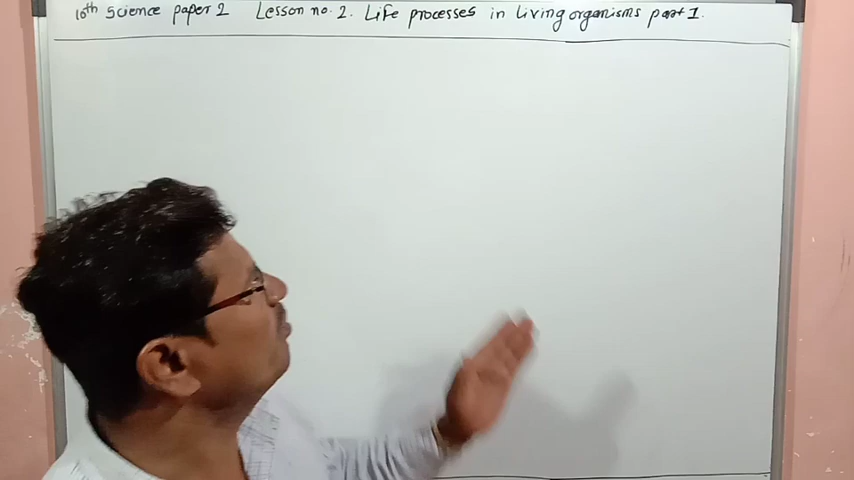 10th Science paper 2 Lesson no. 2. Life processes in living organisms part 1.